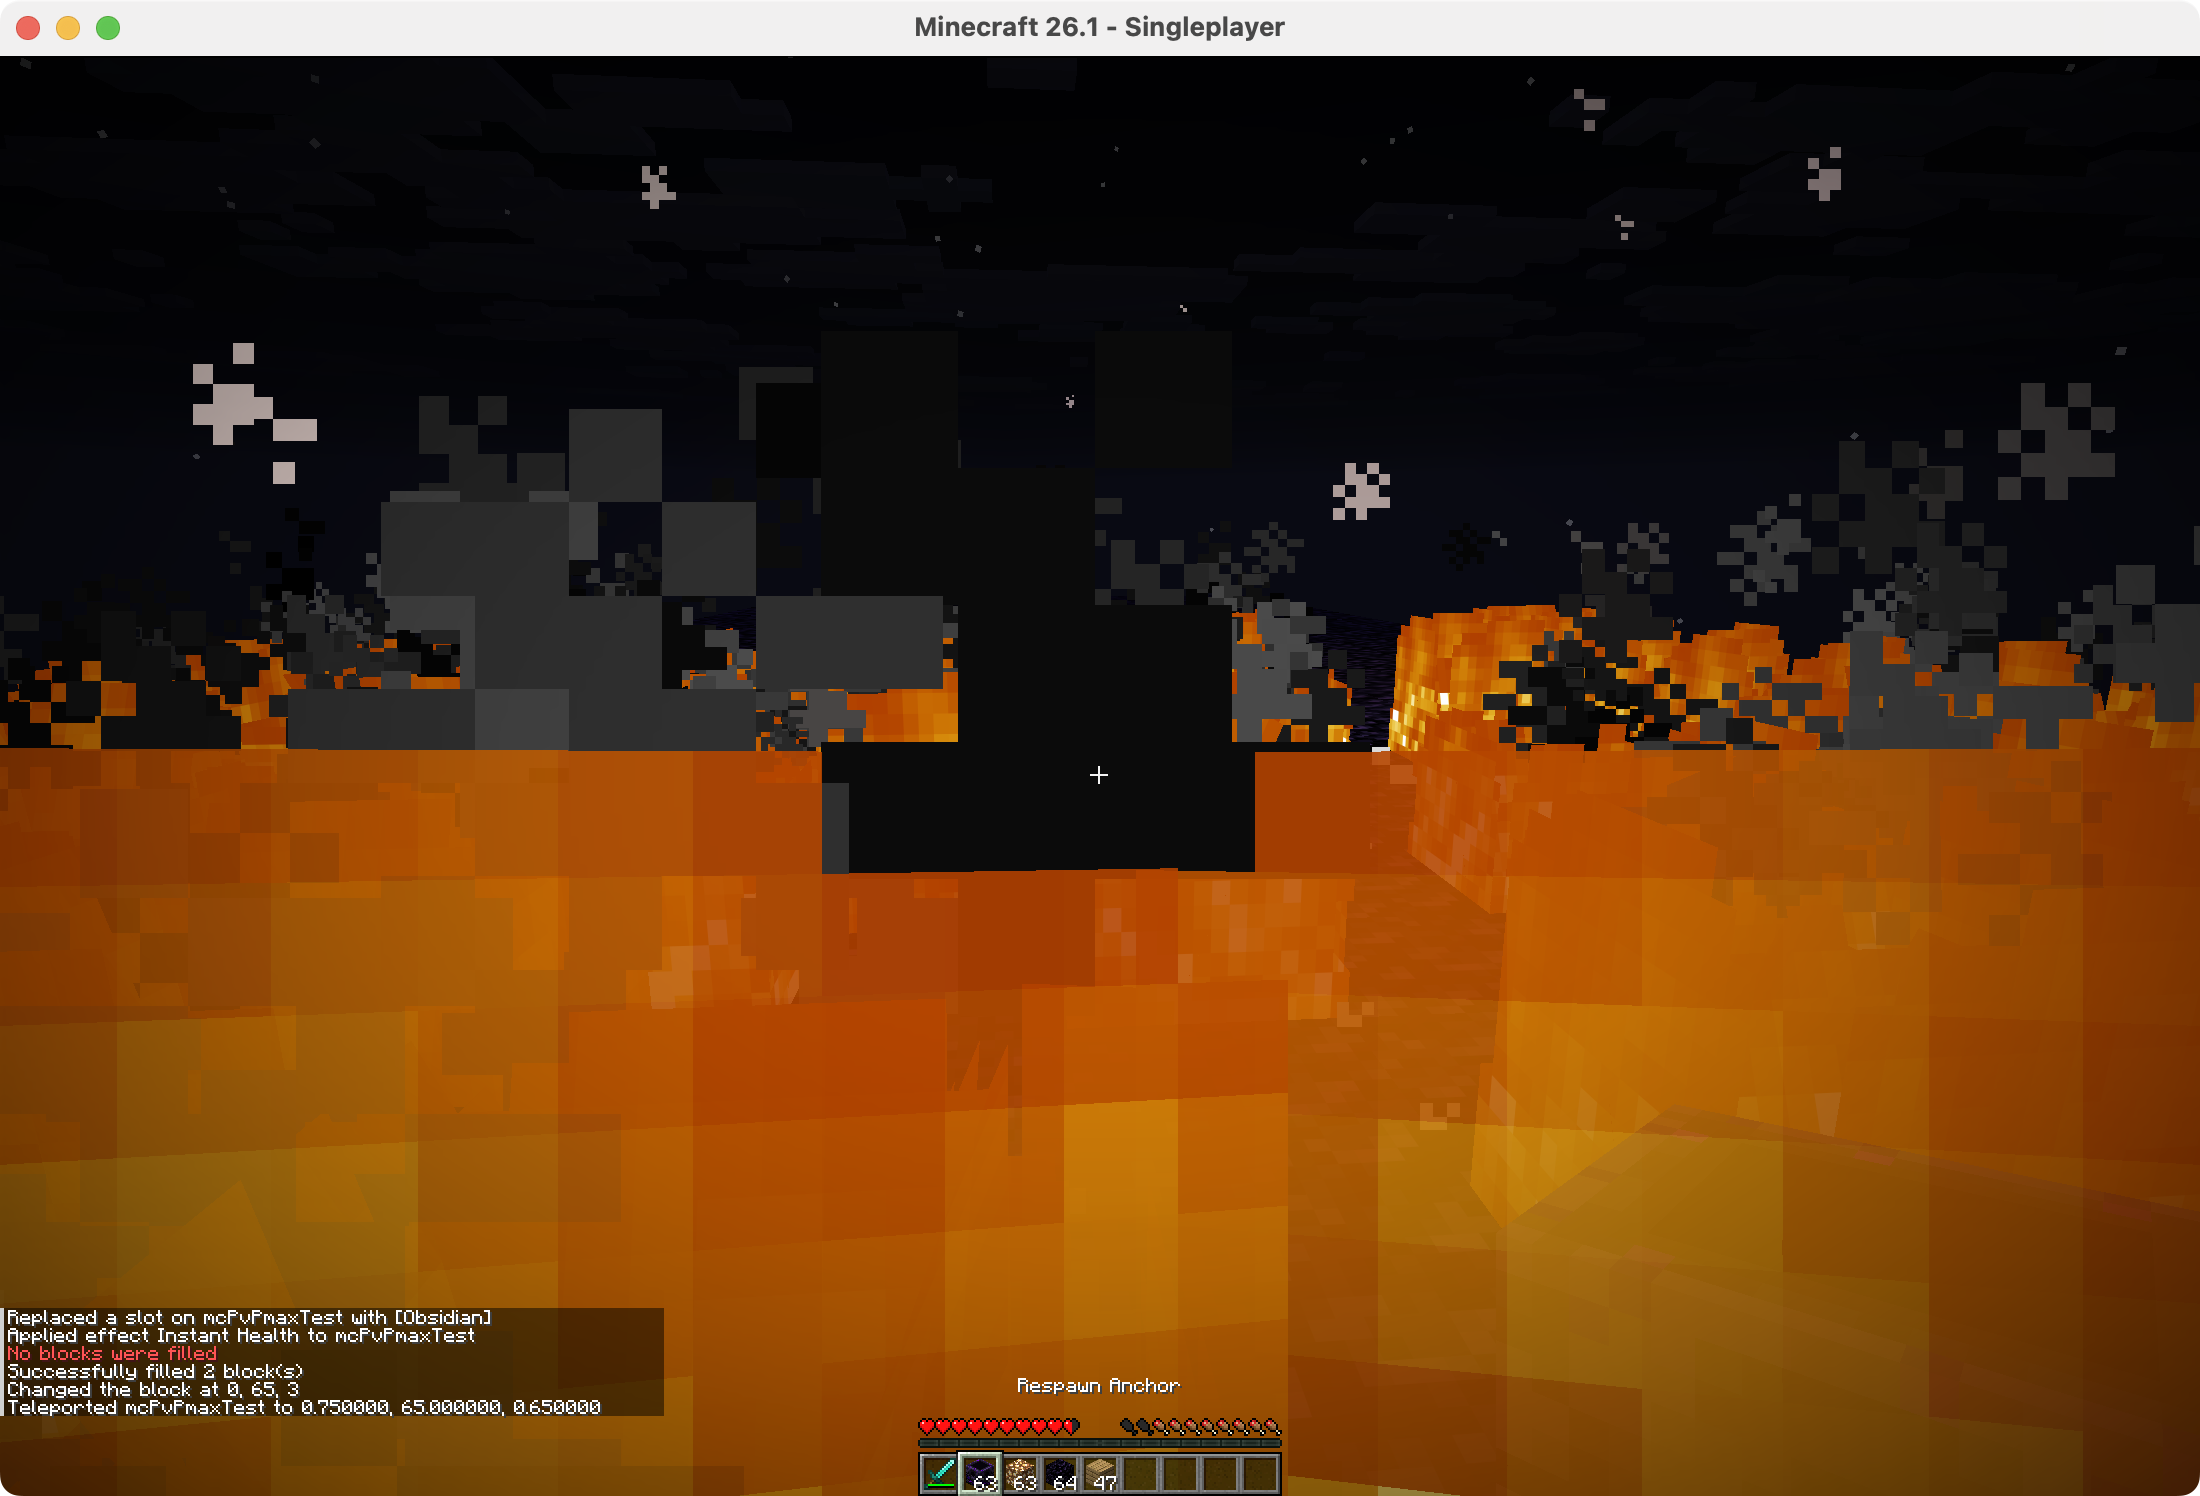 Minecraft 26.1 - Singleplayer
Replaced a slot on mcPvPmaxTest with [Obsidian]
Applied effect Instant Health to mcPvPmaxTest
No blocks were filled
Successfully filled 2 block(s)
Changed the block at 0, 65, 3
Teleported mcPvPmaxTest to 0.750000, 65.000000, 0.650000
Respawn Anchor
63 63 64 47